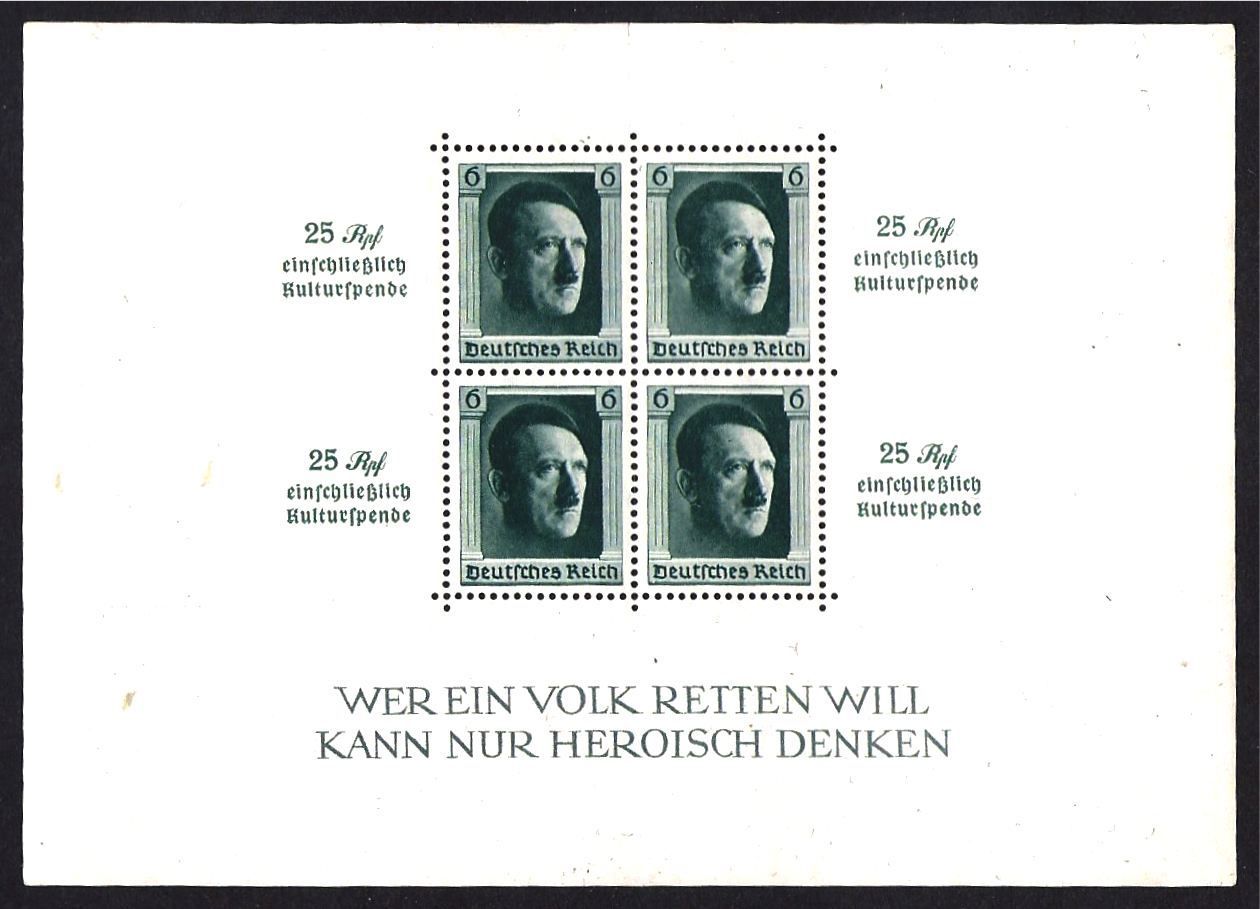 6 6
6 6
25 Rpf
einſchließlich
Kulturſpende
25 Rpf
einſchließlich
Kulturſpende
Deutſches Reich
Deutſches Reich
6 6
6 6
25 Rpf
einſchließlich
Kulturſpende
25 Rpf
einſchließlich
Kulturſpende
Deutſches Reich
Deutſches Reich
WER EIN VOLK RETTEN WILL
KANN NUR HEROISCH DENKEN